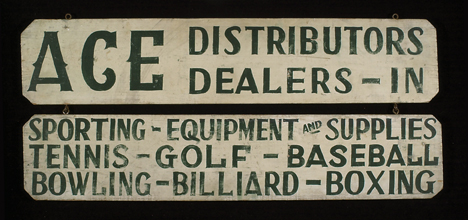 ACE DISTRIBUTORS
DEALERS-IN
SPORTING-EQUIPMENT AND SUPPLIES
TENNIS-GOLF-BASEBALL
BOWLING-BILLIARD-BOXING